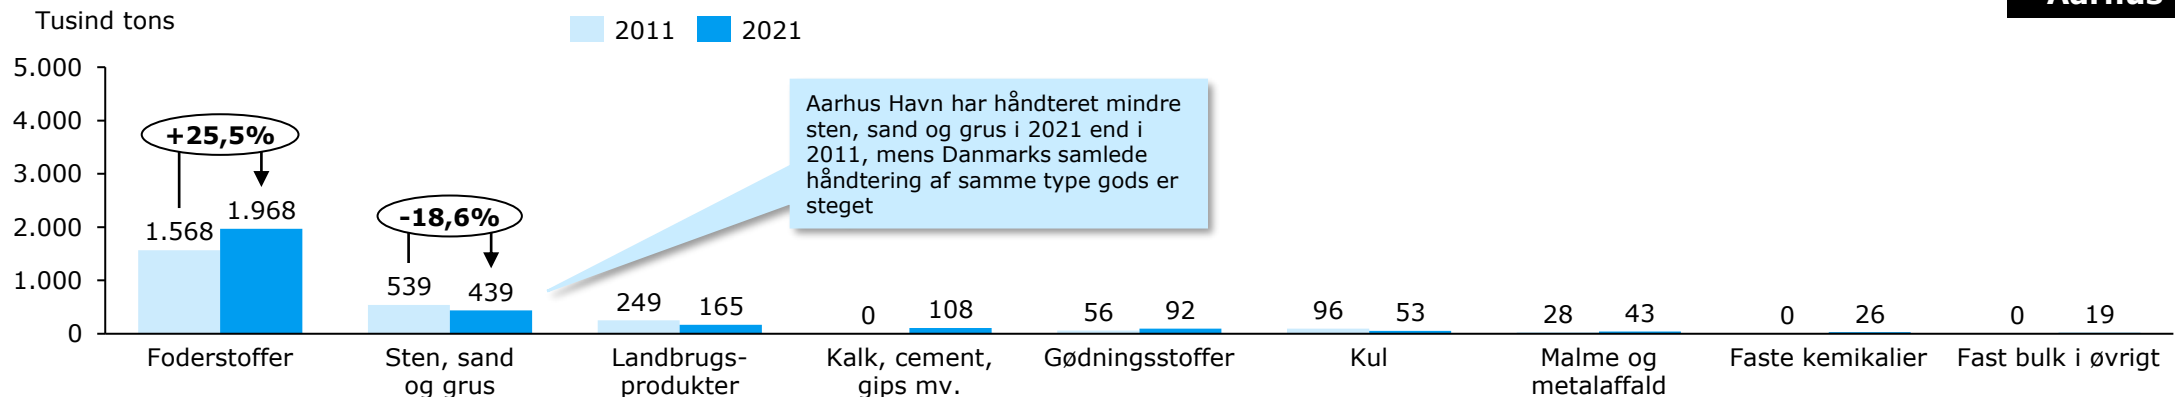 Aarhus
Tusind tons
2011 2021
5.000
4.000
3.000
2.000
1.000
0
+25,5%
-18,6%
Aarhus Havn har håndteret mindre
sten, sand og grus i 2021 end i
2011, mens Danmarks samlede
håndtering af samme type gods er
steget
1.568 1.968
539 439
249 165
0 108
56 92
96 53
28 43
0 26
0 19
Foderstoffer
Sten, sand
og grus
Landbrugs-
produkter
Kalk, cement,
gips mv.
Gødningsstoffer
Kul
Malme og
metalaffald
Faste kemikalier
Fast bulk i øvrigt